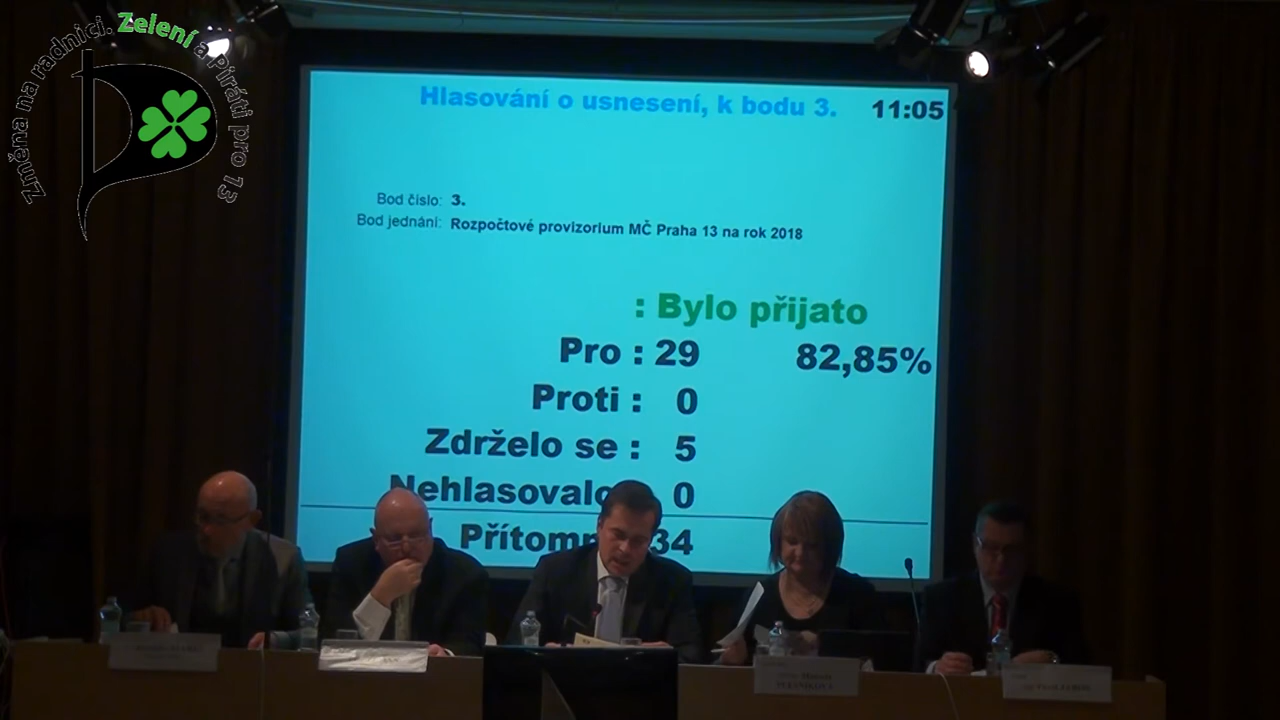 Změna na radnici. Zelení a Piráti pro 13
Hlasování o usnesení, k bodu 3. 11:05
Bod číslo: 3.
Bod jednání: Rozpočtové provizorium MČ Praha 13 na rok 2018
: Bylo přijato
Pro : 29 82,85%
Proti : 0
Zdrželo se : 5
Nehlasovalo 0
Přítomn 34